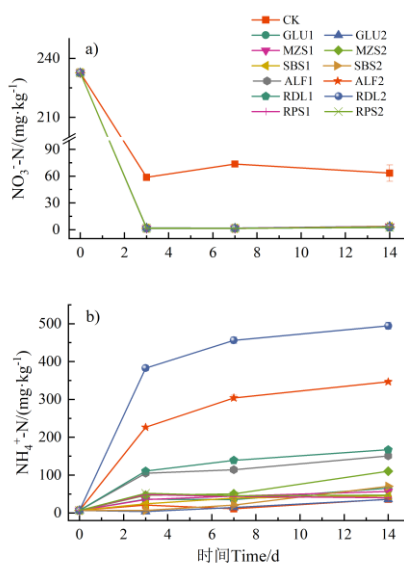 a)
CK
GLU1 GLU2
MZS1 MZS2
SBS1 SBS2
ALF1 ALF2
RDL1 RDL2
RPS1 RPS2
NO₃⁻-N/(mg·kg⁻¹)
240
210
90
60
30
0
0 2 4 6 8 10 12 14
b)
NH₄⁺-N/(mg·kg⁻¹)
500
400
300
200
100
0
0 2 4 6 8 10 12 14
时间Time/d